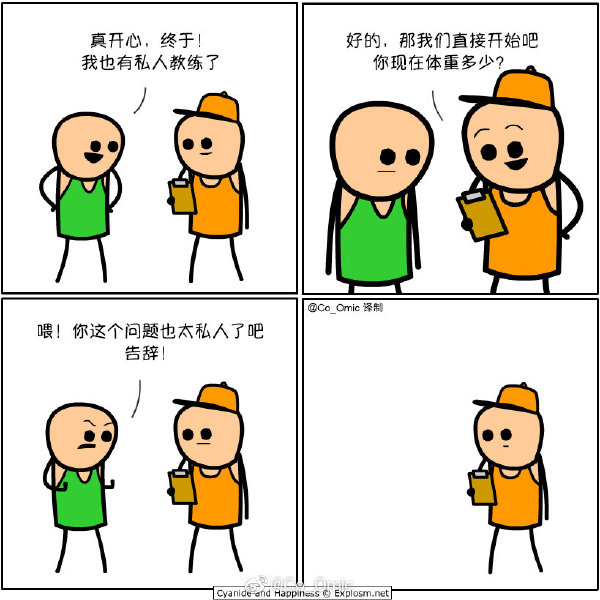 真开心，终于！
我也有私人教练了
好的，那我们直接开始吧
你现在体重多少？
喂！你这个问题也太私人了吧
告辞！
@Co_Omic 译制
@Co_Omic
Cyanide and Happiness © Explosm.net